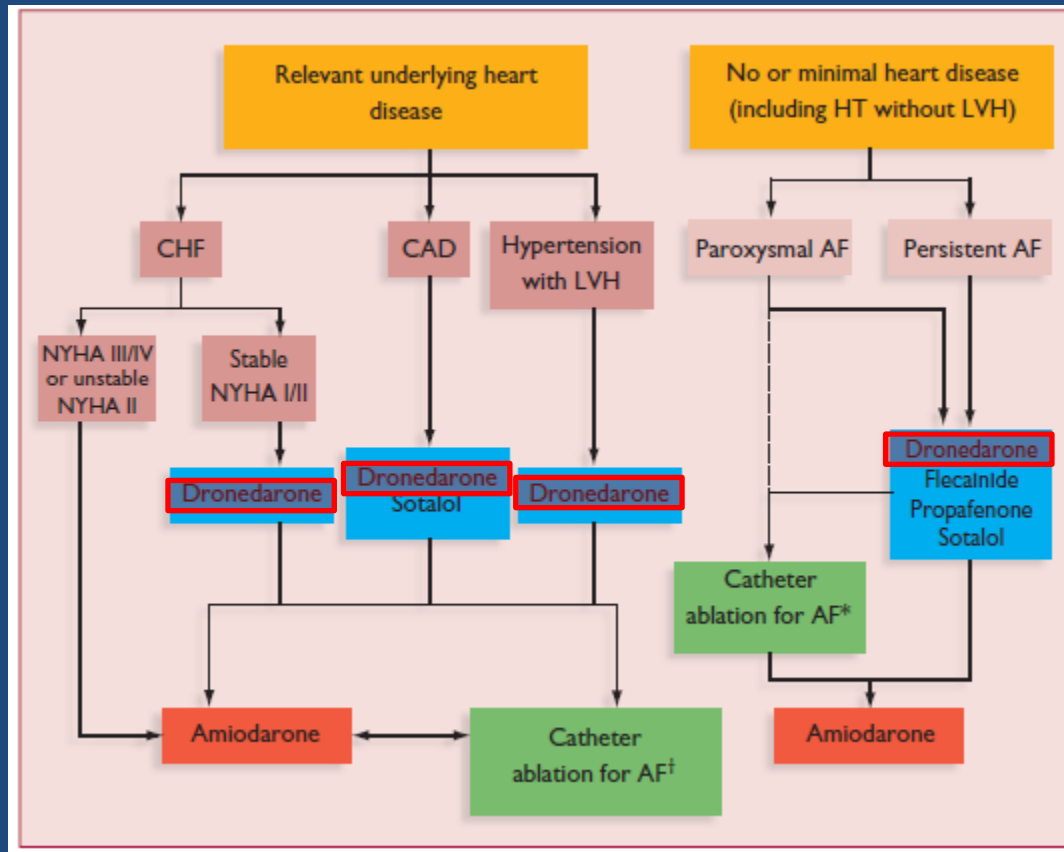 Relevant underlying heart
disease
No or minimal heart disease
(including HT without LVH)
CHF
CAD
Hypertension
with LVH
Paroxysmal AF
Persistent AF
NYHA III/IV
or unstable
NYHA II
Stable
NYHA I/II
Dronedarone
Dronedarone
Sotalol
Dronedarone
Dronedarone
Flecainide
Propafenone
Sotalol
Catheter
ablation for AF*
Amiodarone
Catheter
ablation for AF†
Amiodarone